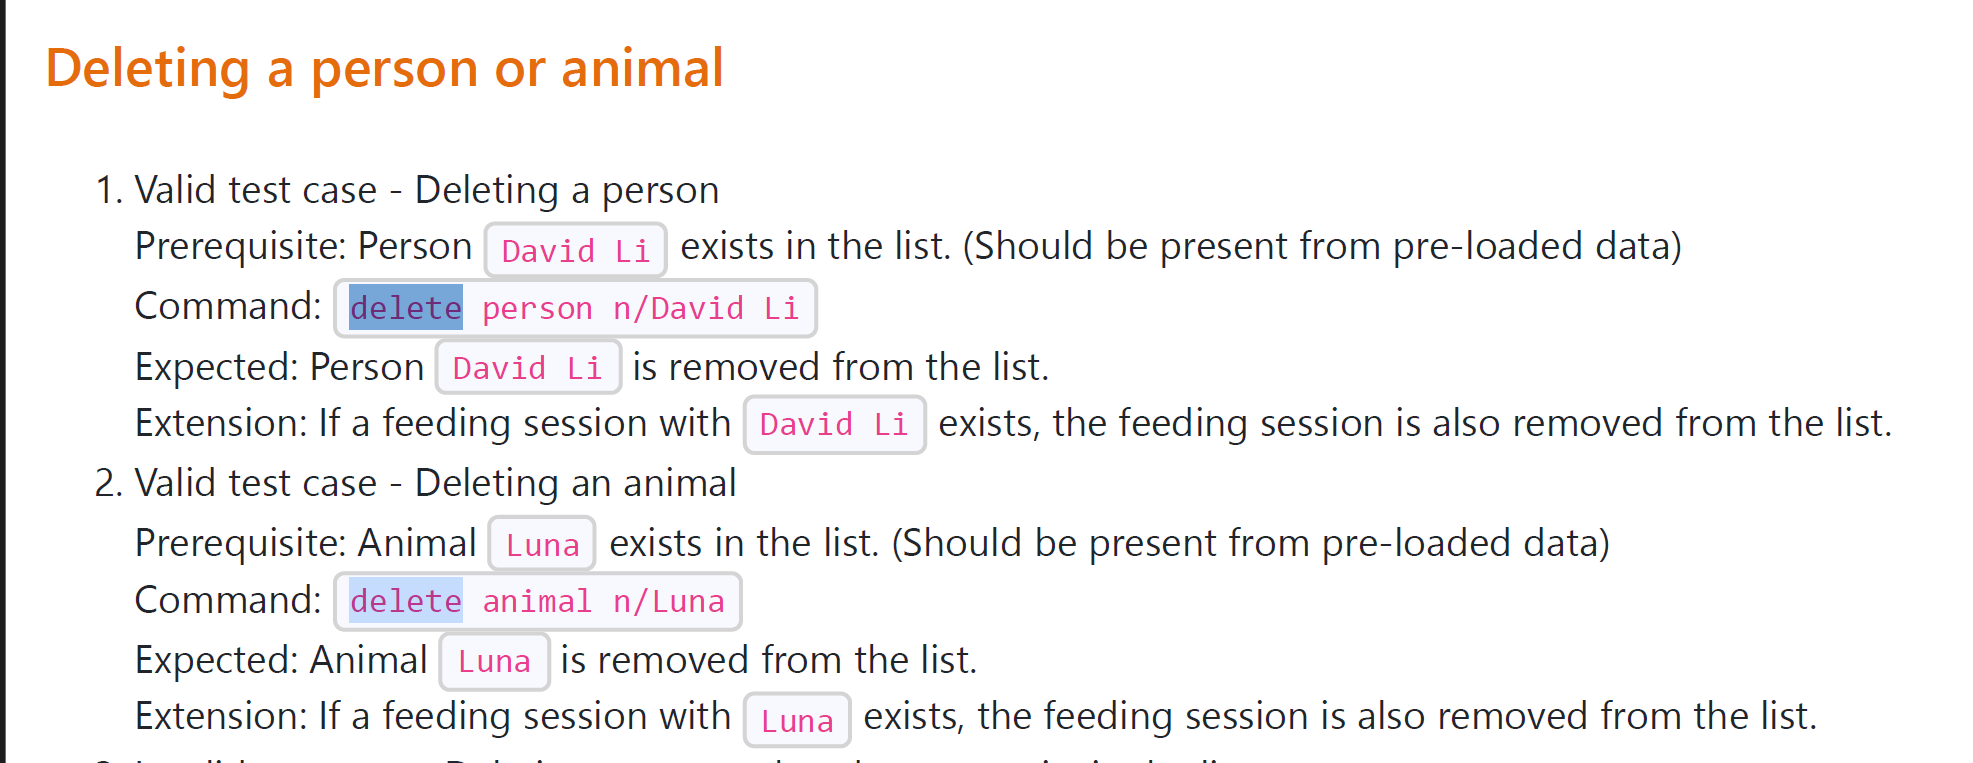 Deleting a person or animal
1. Valid test case - Deleting a person
Prerequisite: Person David Li exists in the list. (Should be present from pre-loaded data)
Command: delete person n/David Li
Expected: Person David Li is removed from the list.
Extension: If a feeding session with David Li exists, the feeding session is also removed from the list.
2. Valid test case - Deleting an animal
Prerequisite: Animal Luna exists in the list. (Should be present from pre-loaded data)
Command: delete animal n/Luna
Expected: Animal Luna is removed from the list.
Extension: If a feeding session with Luna exists, the feeding session is also removed from the list.